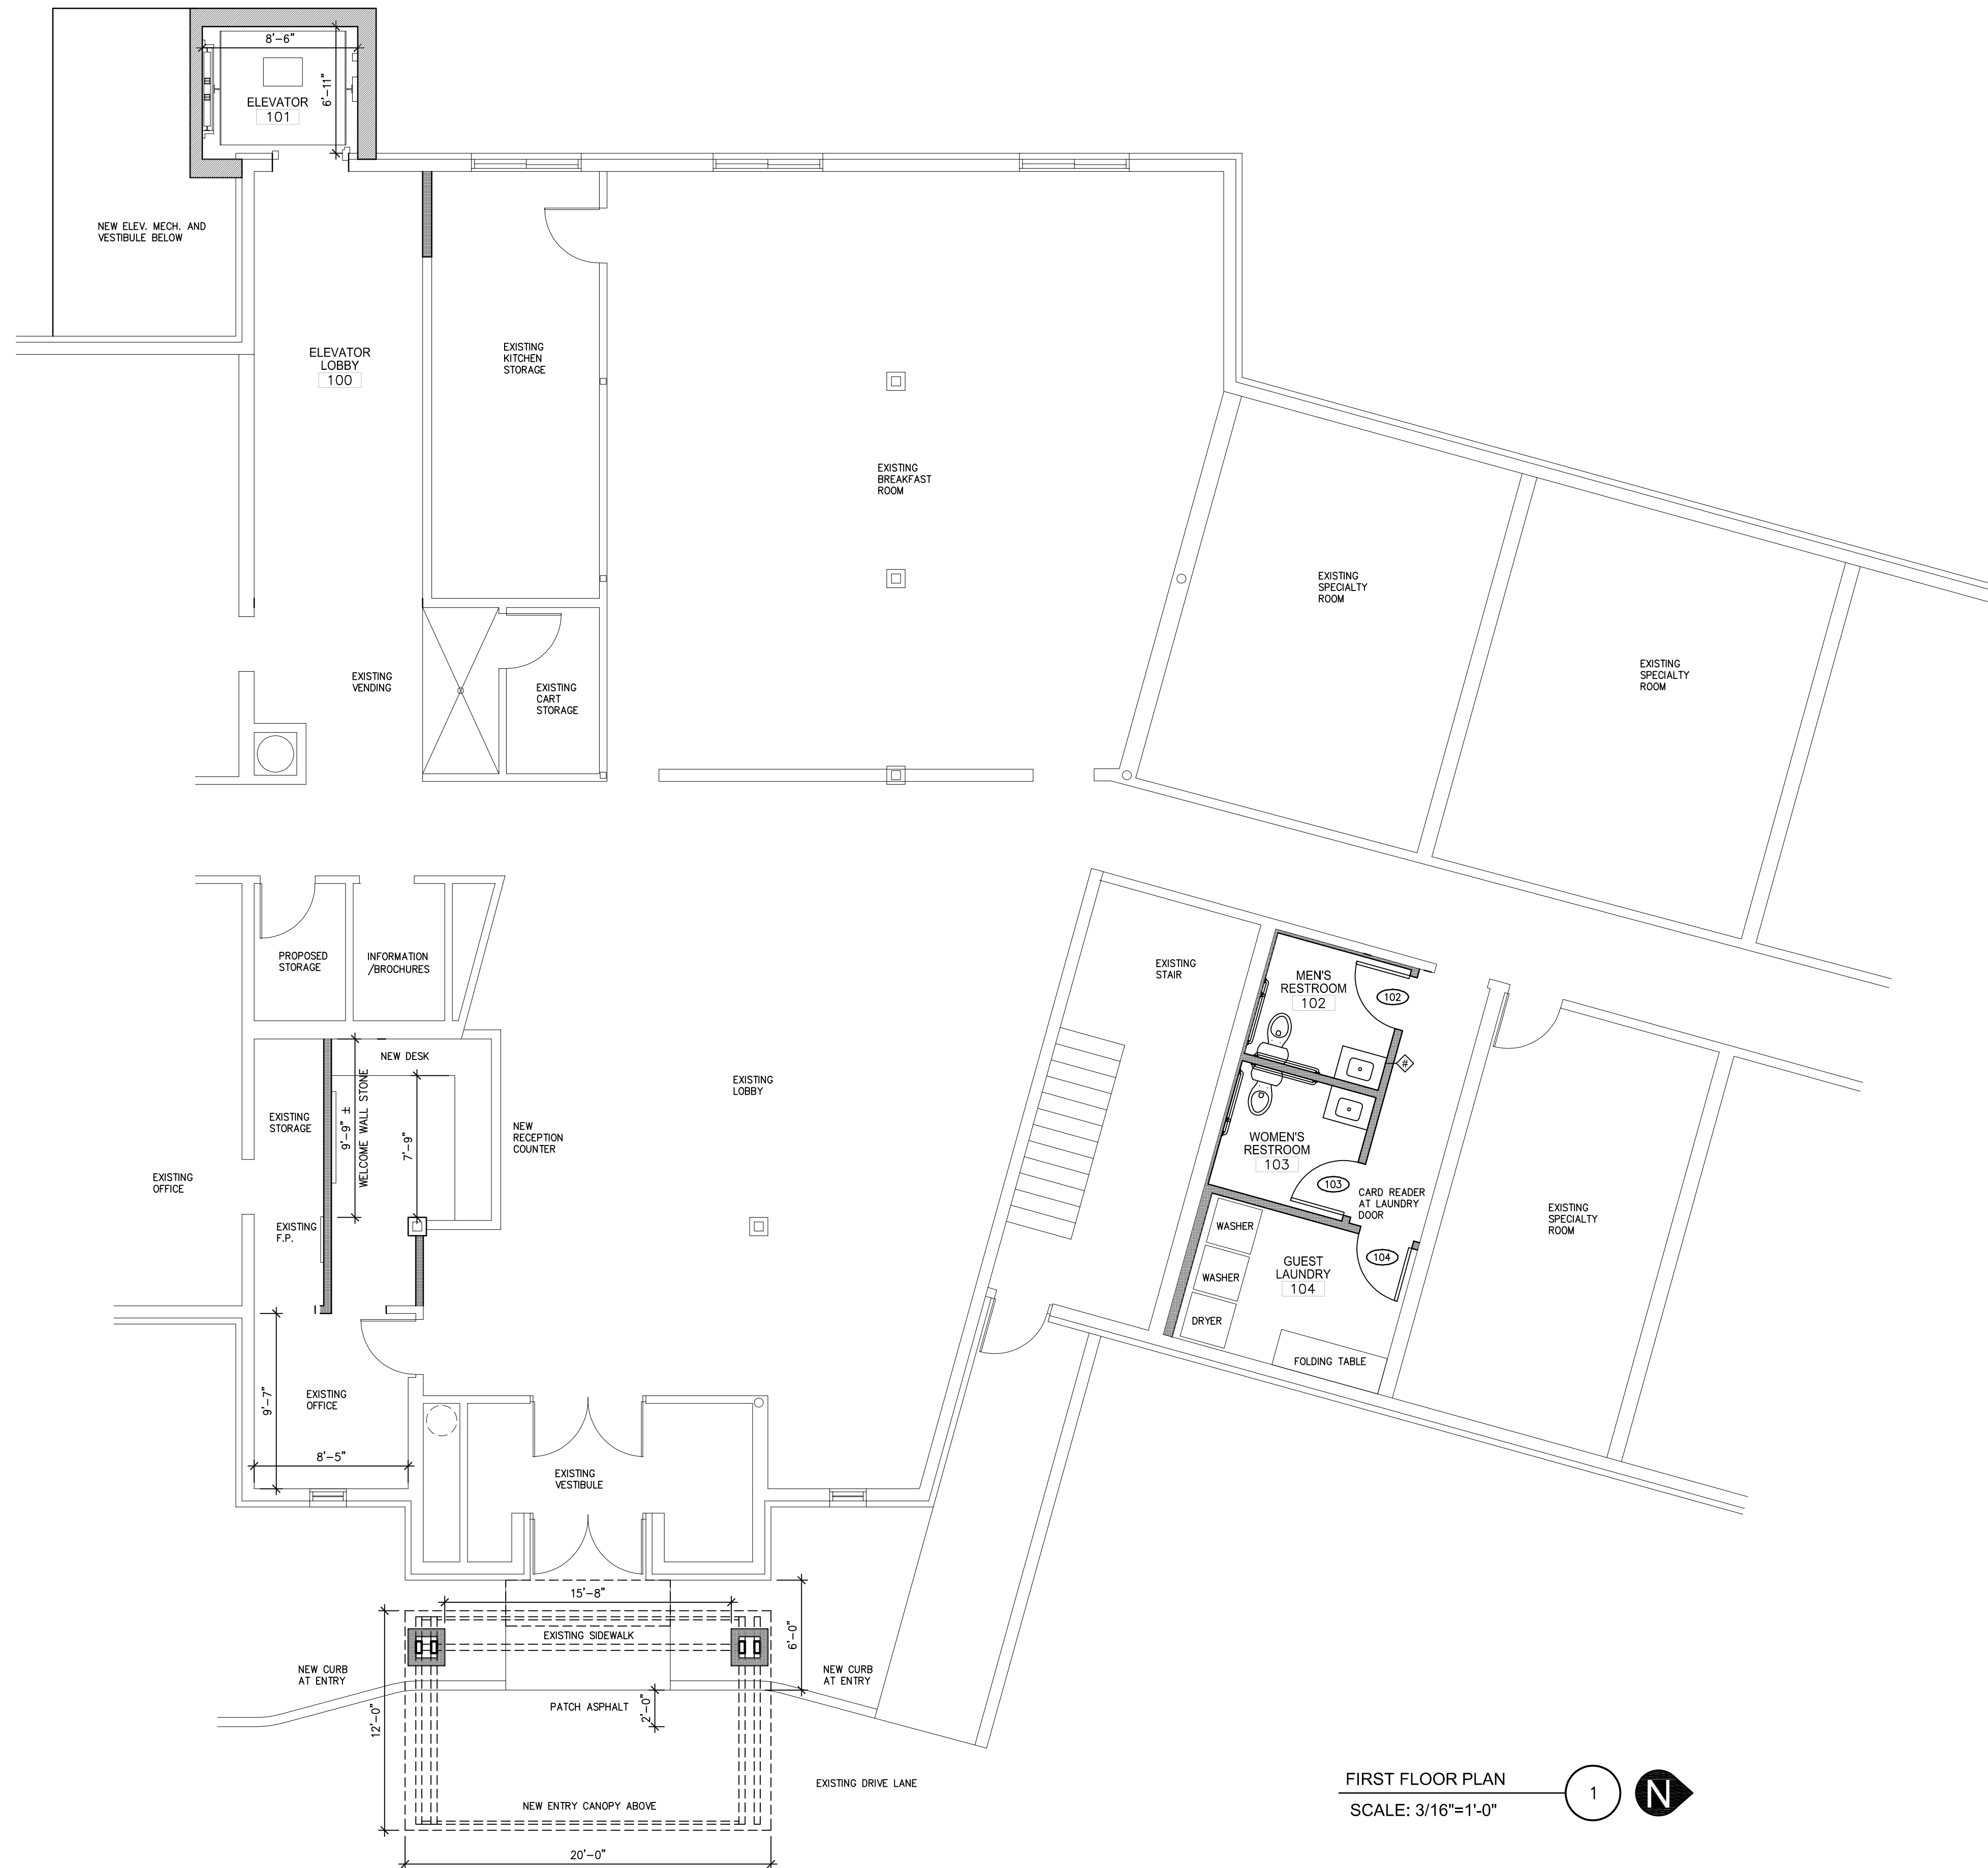 8'-6"
6'-11"
ELEVATOR
101
NEW ELEV. MECH. AND
VESTIBULE BELOW
ELEVATOR
LOBBY
100
EXISTING
KITCHEN
STORAGE
EXISTING
BREAKFAST
ROOM
EXISTING
SPECIALTY
ROOM
EXISTING
SPECIALTY
ROOM
EXISTING
VENDING
EXISTING
CART
STORAGE
PROPOSED
STORAGE
INFORMATION
/BROCHURES
EXISTING
STAIR
MEN'S
RESTROOM
102
102
#
NEW DESK
EXISTING
LOBBY
EXISTING
STORAGE
9'-9" ±
WELCOME WALL STONE
7'-9"
NEW
RECEPTION
COUNTER
WOMEN'S
RESTROOM
103
103
EXISTING
OFFICE
CARD READER
AT LAUNDRY
DOOR
EXISTING
SPECIALTY
ROOM
EXISTING
F.P.
WASHER
WASHER
DRYER
GUEST
LAUNDRY
104
104
FOLDING TABLE
9'-7"
EXISTING
OFFICE
8'-5"
EXISTING
VESTIBULE
15'-8"
EXISTING SIDEWALK
6'-0"
NEW CURB
AT ENTRY
NEW CURB
AT ENTRY
PATCH ASPHALT
2'-0"
12'-0"
EXISTING DRIVE LANE
NEW ENTRY CANOPY ABOVE
20'-0"
FIRST FLOOR PLAN
SCALE: 3/16"=1'-0"
1
N